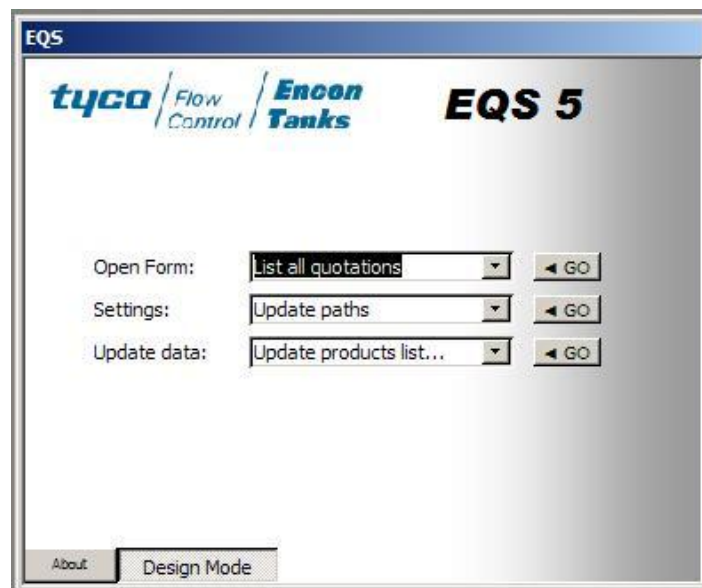 EQS
tyco Flow Control Encon Tanks EQS 5
Open Form: List all quotations GO
Settings: Update paths GO
Update data: Update products list... GO
About Design Mode